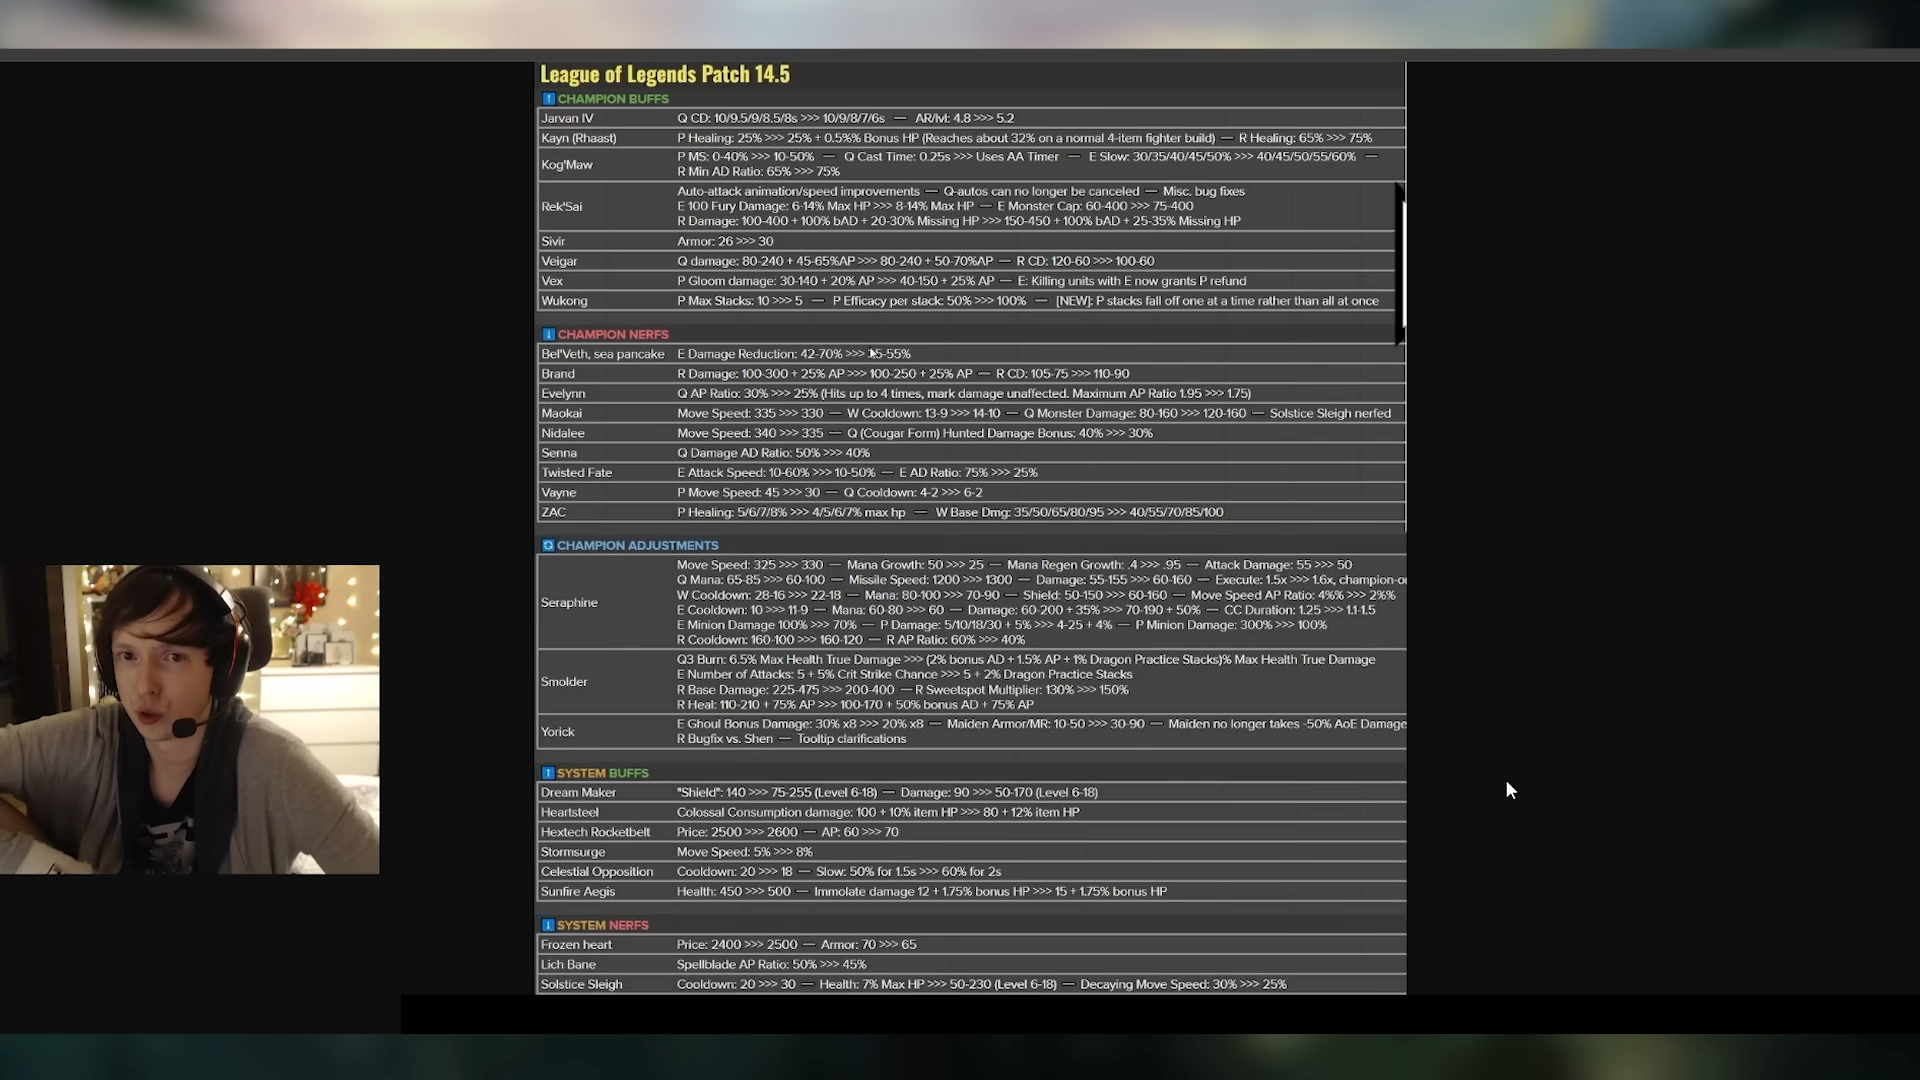 League of Legends Patch 14.5
CHAMPION BUFFS
Jarvan IV Q CD: 10/9.5/9/8.5/8s >>> 10/9/8/7/6s — AR/lvl: 4.8 >>> 5.2
Kayn (Rhaast) P Healing: 25% >>> 25% + 0.5%% Bonus HP (Reaches about 32% on a normal 4-item fighter build) — R Healing: 65% >>> 75%
Kog'Maw P MS: 0-40% >>> 10-50% — Q Cast Time: 0.25s >>> Uses AA Timer — E Slow: 30/35/40/45/50% >>> 40/45/50/55/60% —
R Min AD Ratio: 65% >>> 75%
Rek'Sai Auto-attack animation/speed improvements — Q-autos can no longer be canceled — Misc. bug fixes
E 100 Fury Damage: 6-14% Max HP >>> 8-14% Max HP — E Monster Cap: 60-400 >>> 75-400
R Damage: 100-400 + 100% bAD + 20-30% Missing HP >>> 150-450 + 100% bAD + 25-35% Missing HP
Sivir Armor: 26 >>> 30
Veigar Q damage: 80-240 + 45-65%AP >>> 80-240 + 50-70%AP — R CD: 120-60 >>> 100-60
Vex P Gloom damage: 30-140 + 20% AP >>> 40-150 + 25% AP — E: Killing units with E now grants P refund
Wukong P Max Stacks: 10 >>> 5 — P Efficacy per stack: 50% >>> 100% — [NEW]: P stacks fall off one at a time rather than all at once
CHAMPION NERFS
Bel'Veth, sea pancake E Damage Reduction: 42-70% >>> 5-55%
Brand R Damage: 100-300 + 25% AP >>> 100-250 + 25% AP — R CD: 105-75 >>> 110-90
Evelynn Q AP Ratio: 30% >>> 25% (Hits up to 4 times, mark damage unaffected. Maximum AP Ratio 1.95 >>> 1.75)
Maokai Move Speed: 335 >>> 330 — W Cooldown: 13-9 >>> 14-10 — Q Monster Damage: 80-160 >>> 120-160 — Solstice Sleigh nerfed
Nidalee Move Speed: 340 >>> 335 — Q (Cougar Form) Hunted Damage Bonus: 40% >>> 30%
Senna Q Damage AD Ratio: 50% >>> 40%
Twisted Fate E Attack Speed: 10-60% >>> 10-50% — E AD Ratio: 75% >>> 25%
Vayne P Move Speed: 45 >>> 30 — Q Cooldown: 4-2 >>> 6-2
ZAC P Healing: 5/6/7/8% >>> 4/5/6/7% max hp — W Base Dmg: 35/50/65/80/95 >>> 40/55/70/85/100
CHAMPION ADJUSTMENTS
Seraphine Move Speed: 325 >>> 330 — Mana Growth: 50 >>> 25 — Mana Regen Growth: .4 >>> .95 — Attack Damage: 55 >>> 50
Q Mana: 65-85 >>> 60-100 — Missile Speed: 1200 >>> 1300 — Damage: 55-155 >>> 60-160 — Execute: 1.5x >>> 1.6x, champion-o
W Cooldown: 28-16 >>> 22-18 — Mana: 80-100 >>> 70-90 — Shield: 50-150 >>> 60-160 — Move Speed AP Ratio: 4%% >>> 2%%
E Cooldown: 10 >>> 11-9 — Mana: 60-80 >>> 60 — Damage: 60-200 + 35% >>> 70-190 + 50% — CC Duration: 1.25 >>> 1.1-1.5
E Minion Damage 100% >>> 70% — P Damage: 5/10/18/30 + 5% >>> 4-25 + 4% — P Minion Damage: 300% >>> 100%
R Cooldown: 160-100 >>> 160-120 — R AP Ratio: 60% >>> 40%
Smolder Q3 Burn: 6.5% Max Health True Damage >>> (2% bonus AD + 1.5% AP + 1% Dragon Practice Stacks)% Max Health True Damage
E Number of Attacks: 5 + 5% Crit Strike Chance >>> 5 + 2% Dragon Practice Stacks
R Base Damage: 225-475 >>> 200-400 — R Sweetspot Multiplier: 130% >>> 150%
R Heal: 110-210 + 75% AP >>> 100-170 + 50% bonus AD + 75% AP
Yorick E Ghoul Bonus Damage: 30% x8 >>> 20% x8 — Maiden Armor/MR: 10-50 >>> 30-90 — Maiden no longer takes -50% AoE Damage
R Bugfix vs. Shen — Tooltip clarifications
SYSTEM BUFFS
Dream Maker "Shield": 140 >>> 75-255 (Level 6-18) — Damage: 90 >>> 50-170 (Level 6-18)
Heartsteel Colossal Consumption damage: 100 + 10% item HP >>> 80 + 12% item HP
Hextech Rocketbelt Price: 2500 >>> 2600 — AP: 60 >>> 70
Stormsurge Move Speed: 5% >>> 8%
Celestial Opposition Cooldown: 20 >>> 18 — Slow: 50% for 1.5s >>> 60% for 2s
Sunfire Aegis Health: 450 >>> 500 — Immolate damage 12 + 1.75% bonus HP >>> 15 + 1.75% bonus HP
SYSTEM NERFS
Frozen heart Price: 2400 >>> 2500 — Armor: 70 >>> 65
Lich Bane Spellblade AP Ratio: 50% >>> 45%
Solstice Sleigh Cooldown: 20 >>> 30 — Health: 7% Max HP >>> 50-230 (Level 6-18) — Decaying Move Speed: 30% >>> 25%